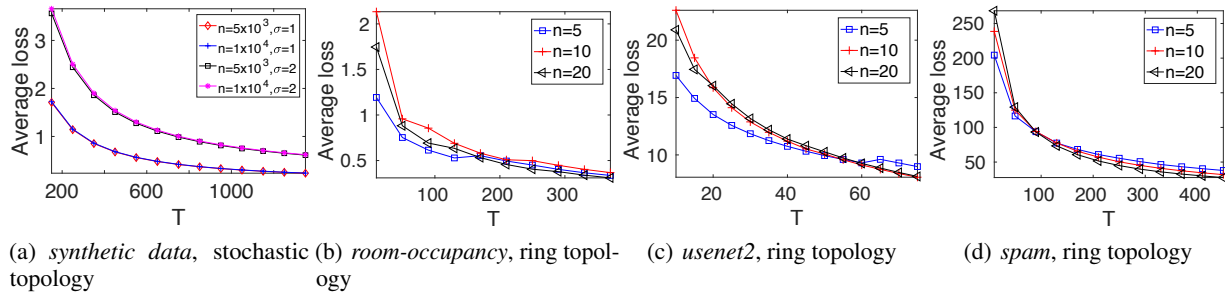 Average loss
3
2
1
200
600
1000
T
n=5x10³,σ=1
n=1x10⁴,σ=1
n=5x10³,σ=2
n=1x10⁴,σ=2
(a) synthetic data, stochastic
topology
Average loss
2
1.5
1
0.5
100
200
300
T
n=5
n=10
n=20
(b) room-occupancy, ring topol-
ogy
Average loss
20
15
10
20
40
60
T
n=5
n=10
n=20
(c) usenet2, ring topology
Average loss
250
200
150
100
50
100
200
300
400
T
n=5
n=10
n=20
(d) spam, ring topology